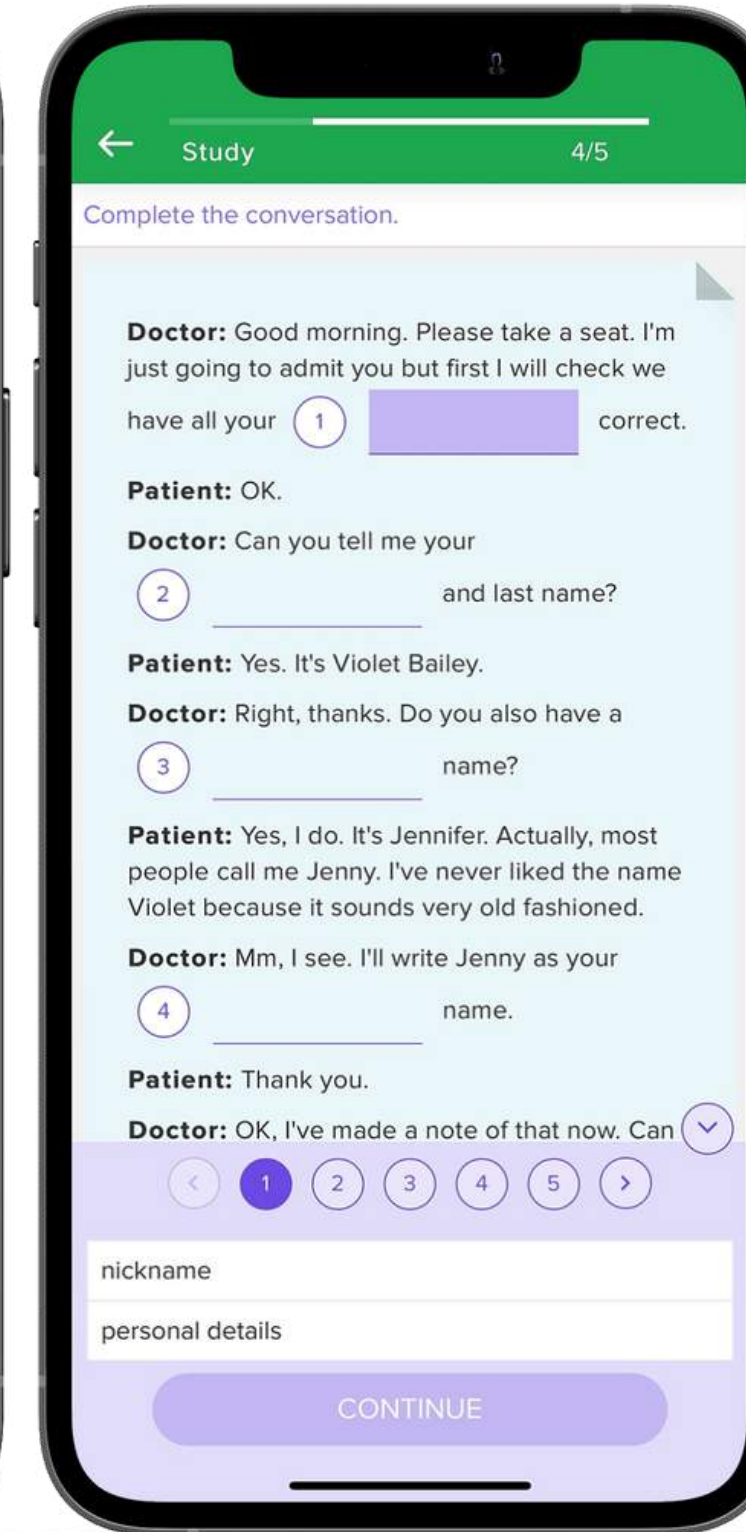 Study 4/5
Complete the conversation.
Doctor: Good morning. Please take a seat. I'm
just going to admit you but first I will check we
have all your 1 correct.
Patient: OK.
Doctor: Can you tell me your
2 and last name?
Patient: Yes. It's Violet Bailey.
Doctor: Right, thanks. Do you also have a
3 name?
Patient: Yes, I do. It's Jennifer. Actually, most
people call me Jenny. I've never liked the name
Violet because it sounds very old fashioned.
Doctor: Mm, I see. I'll write Jenny as your
4 name.
Patient: Thank you.
Doctor: OK, I've made a note of that now. Can
1 2 3 4 5
nickname
personal details
CONTINUE